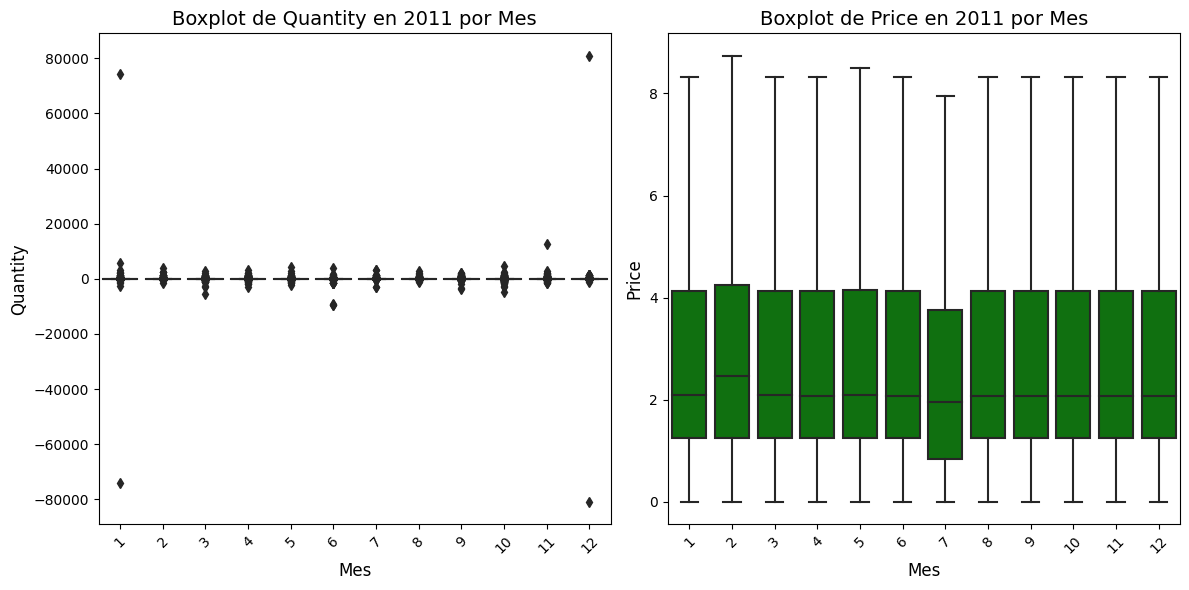 Boxplot de Quantity en 2011 por Mes
80000
60000
40000
20000
0
−20000
−40000
−60000
−80000
Quantity
1 2 3 4 5 6 7 8 9 10 11 12
Mes
Boxplot de Price en 2011 por Mes
8
6
4
2
0
Price
1 2 3 4 5 6 7 8 9 10 11 12
Mes